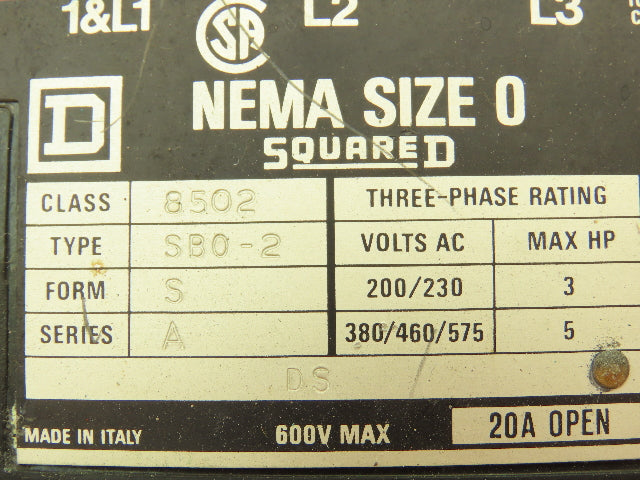 1&L1 L2 L3
SA
NEMA SIZE 0
D SQUARE D
CLASS 8502 THREE-PHASE RATING
TYPE SBO-2 VOLTS AC MAX HP
FORM S 200/230 3
SERIES A 380/460/575 5
D.S.
MADE IN ITALY 600V MAX 20A OPEN